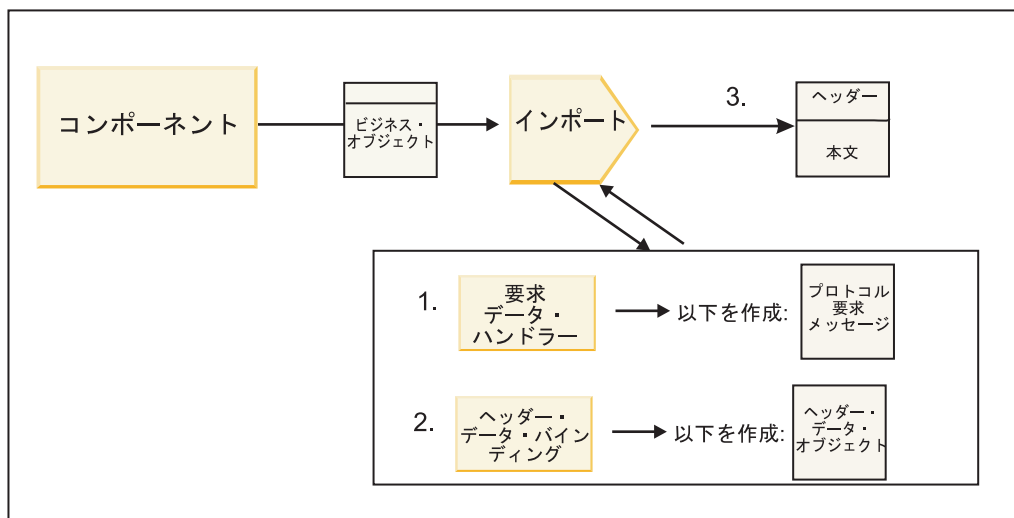 コンポーネント
ビジネス・
オブジェクト
インポート
3.
ヘッダー
本文
1.
要求
データ・
ハンドラー
以下を作成:
プロトコル
要求
メッセージ
2.
ヘッダー・
データ・バイン
ディング
以下を作成:
ヘッダー・
データ・
オブジェクト